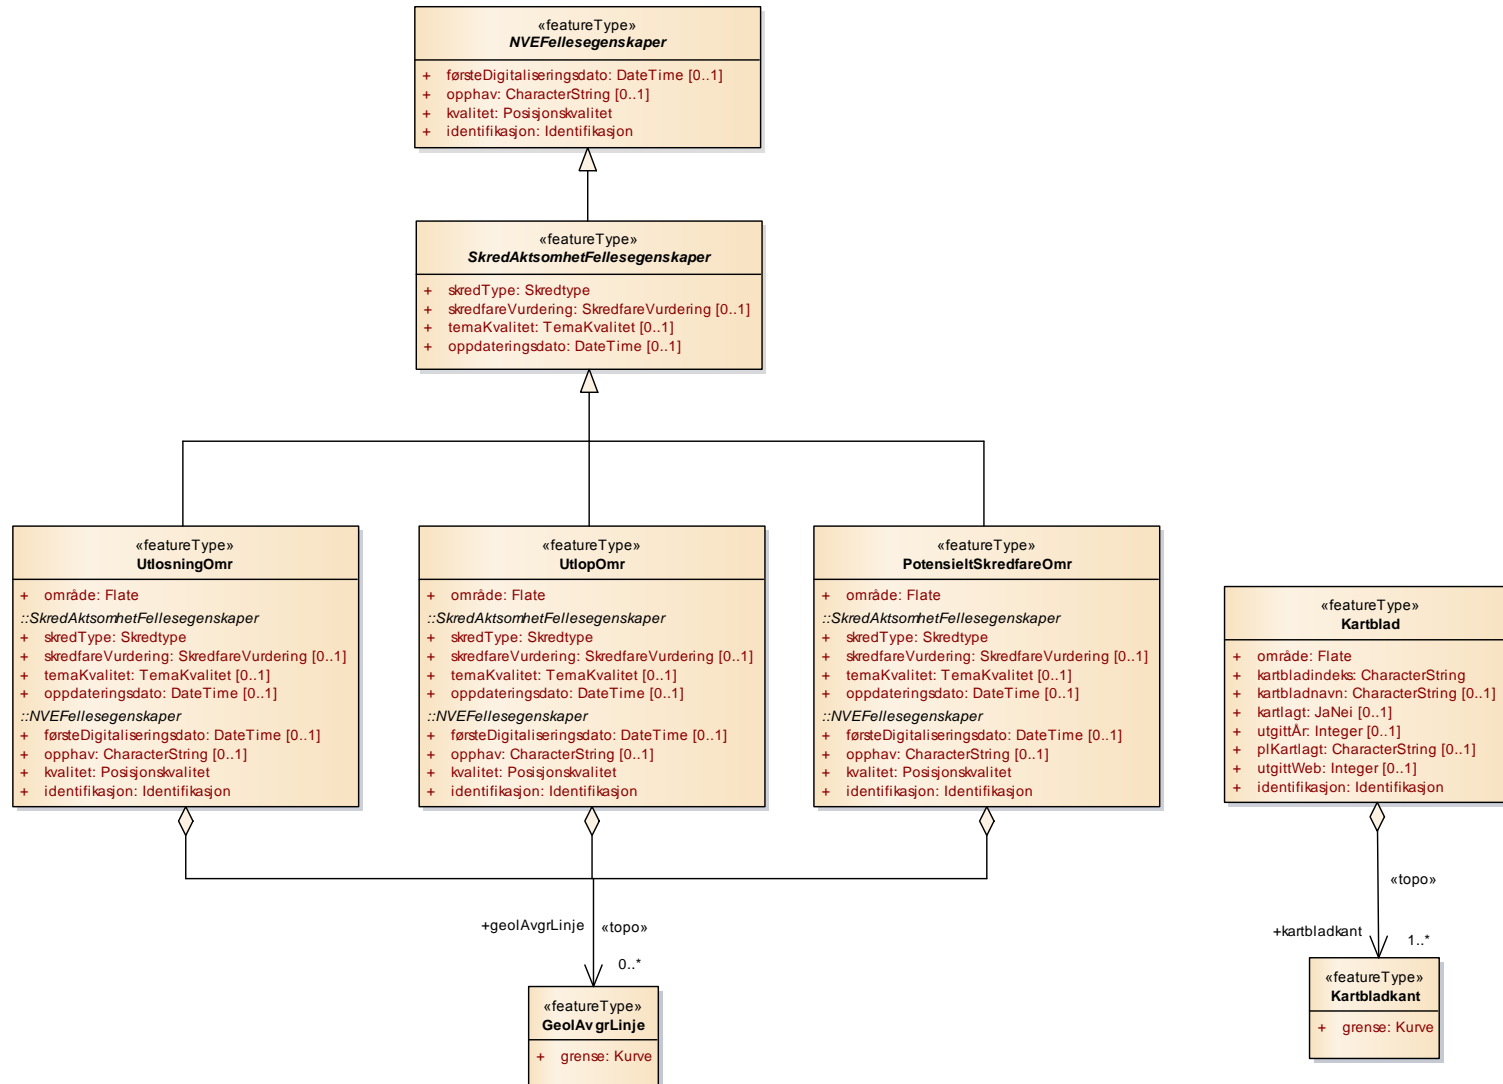 «featureType»
NVEFellesegenskaper
+ førsteDigitaliseringsdato: DateTime [0..1]
+ opphav: CharacterString [0..1]
+ kvalitet: Posisjonskvalitet
+ identifikasjon: Identifikasjon
«featureType»
SkredAktsomhetFellesegenskaper
+ skredType: Skredtype
+ skredfareVurdering: SkredfareVurdering [0..1]
+ temaKvalitet: TemaKvalitet [0..1]
+ oppdateringsdato: DateTime [0..1]
«featureType»
UtlosningOmr
+ område: Flate
::SkredAktsomhetFellesegenskaper
+ skredType: Skredtype
+ skredfareVurdering: SkredfareVurdering [0..1]
+ temaKvalitet: TemaKvalitet [0..1]
+ oppdateringsdato: DateTime [0..1]
::NVEFellesegenskaper
+ førsteDigitaliseringsdato: DateTime [0..1]
+ opphav: CharacterString [0..1]
+ kvalitet: Posisjonskvalitet
+ identifikasjon: Identifikasjon
«featureType»
UtlopOmr
+ område: Flate
::SkredAktsomhetFellesegenskaper
+ skredType: Skredtype
+ skredfareVurdering: SkredfareVurdering [0..1]
+ temaKvalitet: TemaKvalitet [0..1]
+ oppdateringsdato: DateTime [0..1]
::NVEFellesegenskaper
+ førsteDigitaliseringsdato: DateTime [0..1]
+ opphav: CharacterString [0..1]
+ kvalitet: Posisjonskvalitet
+ identifikasjon: Identifikasjon
«featureType»
PotensieltSkredfareOmr
+ område: Flate
::SkredAktsomhetFellesegenskaper
+ skredType: Skredtype
+ skredfareVurdering: SkredfareVurdering [0..1]
+ temaKvalitet: TemaKvalitet [0..1]
+ oppdateringsdato: DateTime [0..1]
::NVEFellesegenskaper
+ førsteDigitaliseringsdato: DateTime [0..1]
+ opphav: CharacterString [0..1]
+ kvalitet: Posisjonskvalitet
+ identifikasjon: Identifikasjon
«featureType»
Kartblad
+ område: Flate
+ kartbladindeks: CharacterString
+ kartbladnavn: CharacterString [0..1]
+ kartlagt: JaNei [0..1]
+ utgittÅr: Integer [0..1]
+ plKartlagt: CharacterString [0..1]
+ utgittWeb: Integer [0..1]
+ identifikasjon: Identifikasjon
+geolAvgrLinje «topo»
0..*
«featureType»
GeolAvgrLinje
+ grense: Kurve
«topo»
+kartbladkant
1..*
«featureType»
Kartbladkant
+ grense: Kurve